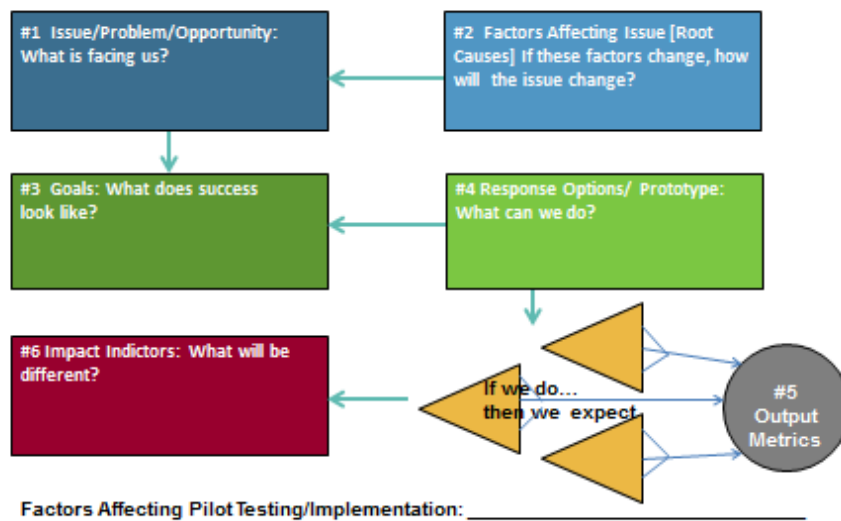 #1 Issue/Problem/Opportunity:
What is facing us?
#2 Factors Affecting Issue [Root
Causes] If these factors change, how
will the issue change?
#3 Goals: What does success
look like?
#4 Response Options/ Prototype:
What can we do?
#6 Impact Indictors: What will be
different?
If we do...
then we expect
#5
Output
Metrics
Factors Affecting Pilot Testing/Implementation: ______________________________